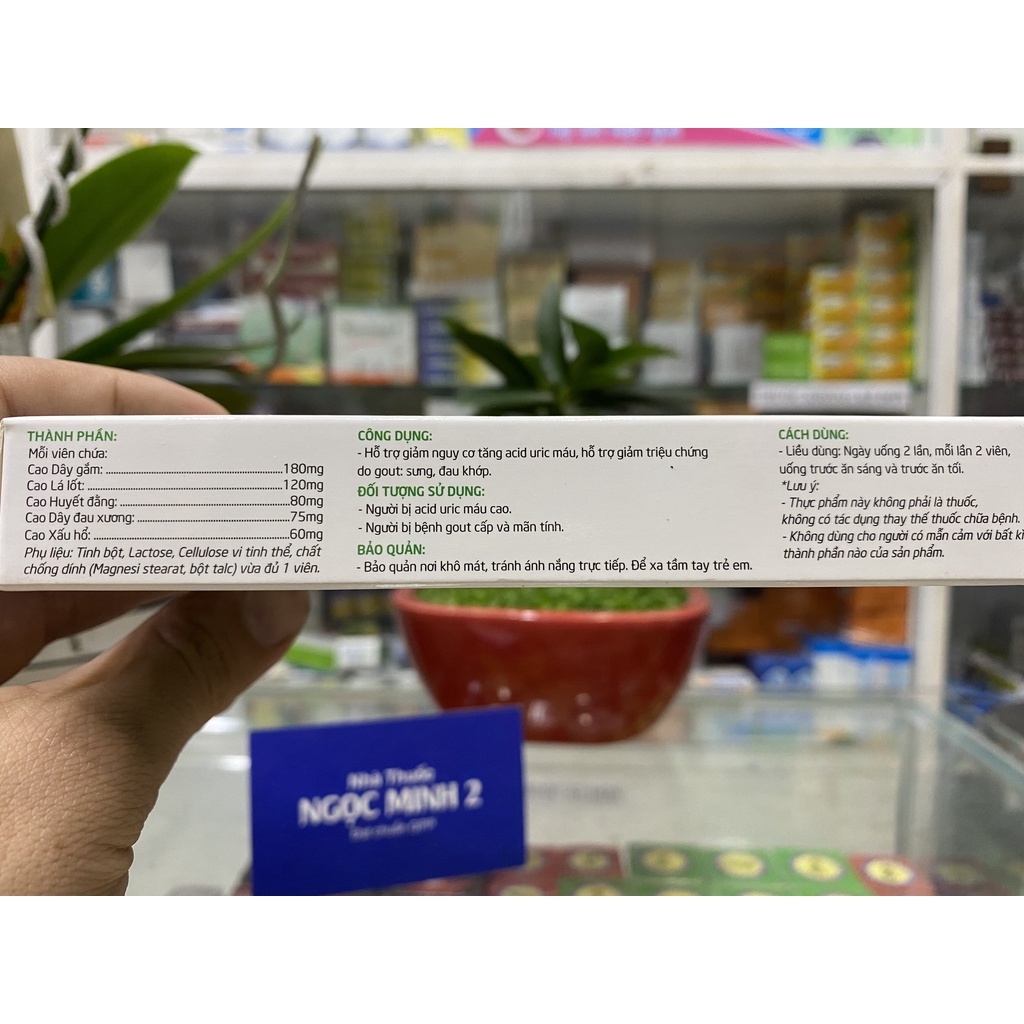 THÀNH PHẦN:
Mỗi viên chứa:
Cao Dây gắm: ..................................................180mg
Cao Lá lốt: ........................................................120mg
Cao Huyết đằng: ................................................80mg
Cao Dây đau xương: ...........................................75mg
Cao Xấu hổ: ........................................................60mg
Phụ liệu: Tinh bột, Lactose, Cellulose vi tinh thể, chất
chống dính (Magnesi stearat, bột talc) vừa đủ 1 viên.
CÔNG DỤNG:
- Hỗ trợ giảm nguy cơ tăng acid uric máu, hỗ trợ giảm triệu chứng
do gout: sưng, đau khớp.
ĐỐI TƯỢNG SỬ DỤNG:
- Người bị acid uric máu cao.
- Người bị bệnh gout cấp và mãn tính.
BẢO QUẢN:
- Bảo quản nơi khô mát, tránh ánh nắng trực tiếp. Để xa tầm tay trẻ em.
CÁCH DÙNG:
- Liều dùng: Ngày uống 2 lần, mỗi lần 2 viên,
uống trước ăn sáng và trước ăn tối.
*Lưu ý:
- Thực phẩm này không phải là thuốc,
không có tác dụng thay thế thuốc chữa bệnh.
- Không dùng cho người có mẫn cảm với bất kì
thành phần nào của sản phẩm.
Nhà Thuốc
NGỌC MINH 2